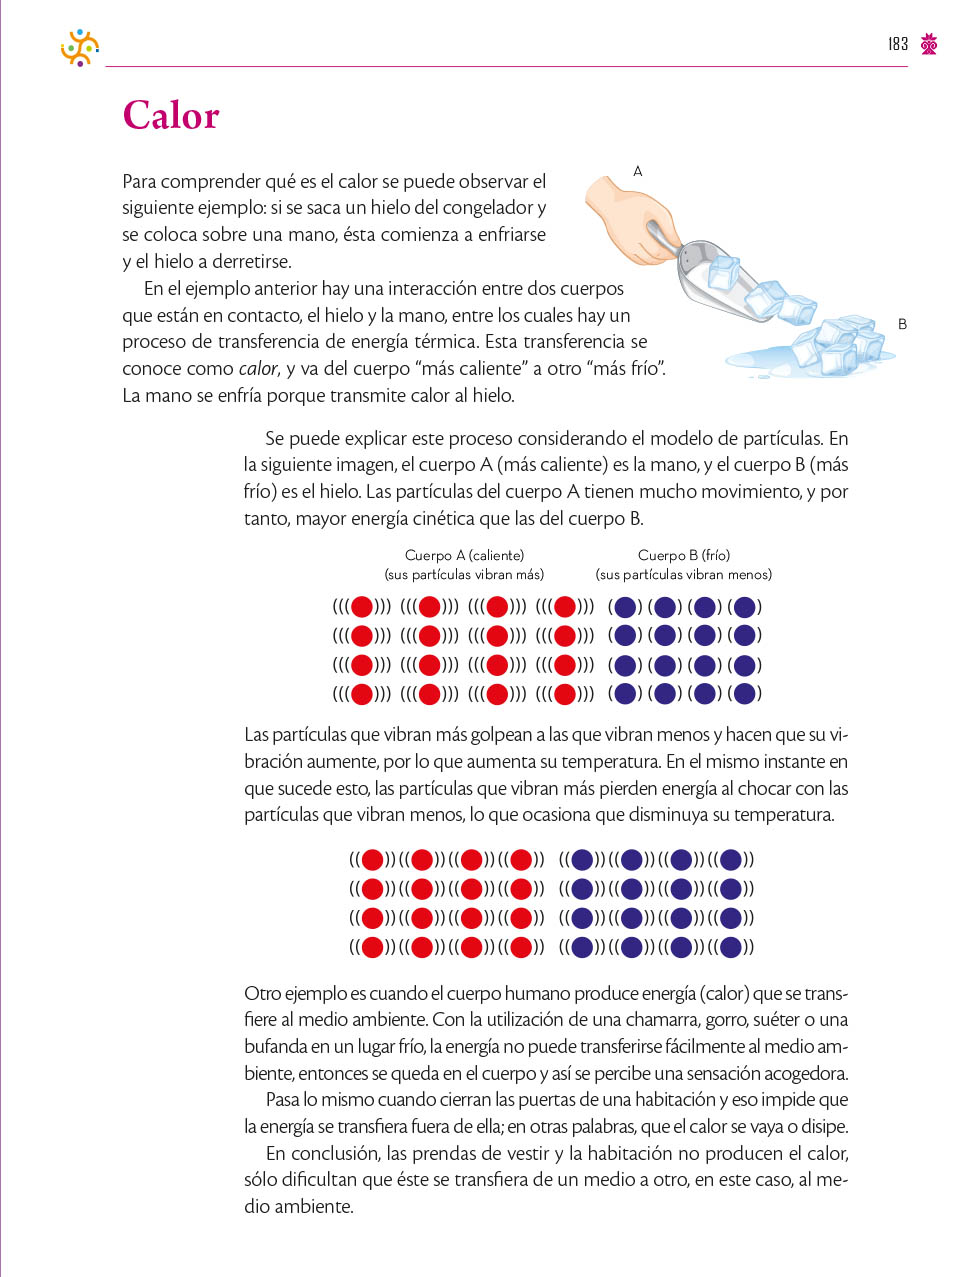 183
Calor
A
Para comprender qué es el calor se puede observar el
siguiente ejemplo: si se saca un hielo del congelador y
se coloca sobre una mano, ésta comienza a enfriarse
y el hielo a derretirse.
En el ejemplo anterior hay una interacción entre dos cuerpos
que están en contacto, el hielo y la mano, entre los cuales hay un
B
proceso de transferencia de energía térmica. Esta transferencia se
conoce como calor, y va del cuerpo “más caliente” a otro “más frío”.
La mano se enfría porque transmite calor al hielo.
Se puede explicar este proceso considerando el modelo de partículas. En
la siguiente imagen, el cuerpo A (más caliente) es la mano, y el cuerpo B (más
frío) es el hielo. Las partículas del cuerpo A tienen mucho movimiento, y por
tanto, mayor energía cinética que las del cuerpo B.
Cuerpo A (caliente)
(sus partículas vibran más)
Cuerpo B (frío)
(sus partículas vibran menos)
Las partículas que vibran más golpean a las que vibran menos y hacen que su vi-
bración aumente, por lo que aumenta su temperatura. En el mismo instante en
que sucede esto, las partículas que vibran más pierden energía al chocar con las
partículas que vibran menos, lo que ocasiona que disminuya su temperatura.
Otro ejemplo es cuando el cuerpo humano produce energía (calor) que se trans-
fiere al medio ambiente. Con la utilización de una chamarra, gorro, suéter o una
bufanda en un lugar frío, la energía no puede transferirse fácilmente al medio am-
biente, entonces se queda en el cuerpo y así se percibe una sensación acogedora.
Pasa lo mismo cuando cierran las puertas de una habitación y eso impide que
la energía se transfiera fuera de ella; en otras palabras, que el calor se vaya o disipe.
En conclusión, las prendas de vestir y la habitación no producen el calor,
sólo dificultan que éste se transfiera de un medio a otro, en este caso, al me-
dio ambiente.